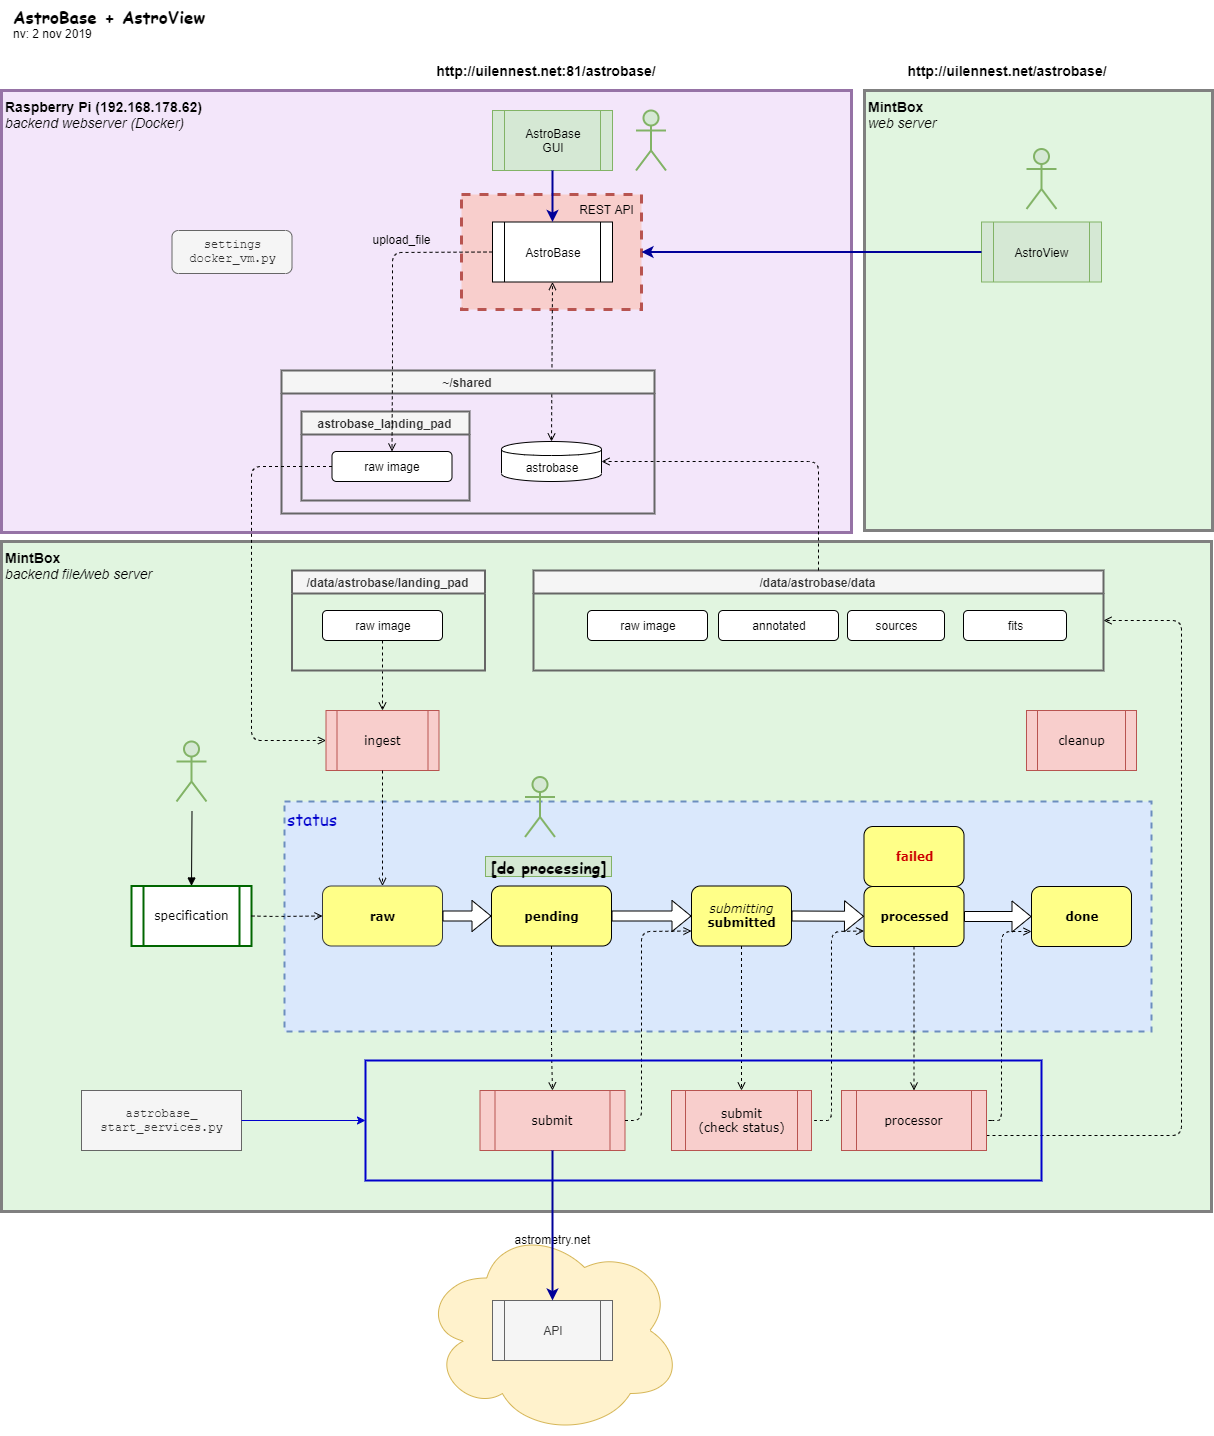 AstroBase + AstroView
nv: 2 nov 2019
http://uilennest.net:81/astrobase/
http://uilennest.net/astrobase/
Raspberry Pi (192.168.178.62)
backend webserver (Docker)
AstroBase
GUI
MintBox
web server
REST API
AstroBase
AstroView
upload_file
settings
docker_vm.py
~/shared
astrobase_landing_pad
raw image
astrobase
MintBox
backend file/web server
/data/astrobase/landing_pad
raw image
/data/astrobase/data
raw image
annotated
sources
fits
ingest
cleanup
status
[do processing]
failed
specification
raw
pending
submitting
submitted
processed
done
astrobase_
start_services.py
submit
submit
(check status)
processor
astrometry.net
API